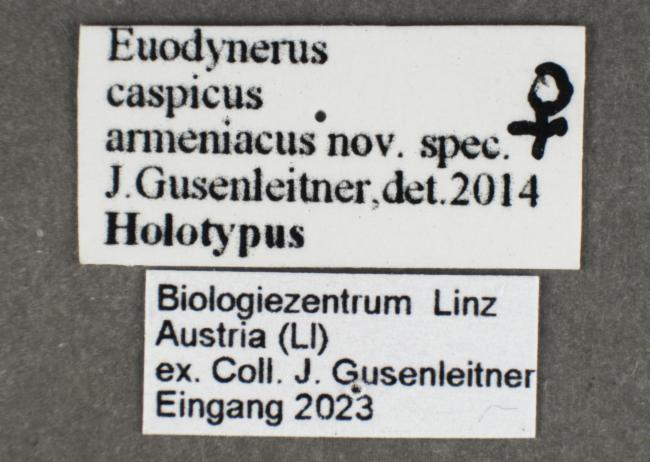 Euodynerus
caspicus
armeniacus nov. spec. ♀
J.Gusenleitner,det.2014
Holotypus
Biologiezentrum Linz
Austria (LI)
ex. Coll. J. Gusenleitner
Eingang 2023